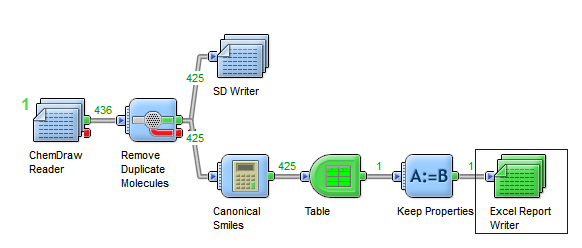 425
SD Writer
1
436
ChemDraw
Reader
Remove
Duplicate
Molecules
425
425
1
A:=B
1
Canonical
Smiles
Table
Keep Properties
Excel Report
Writer